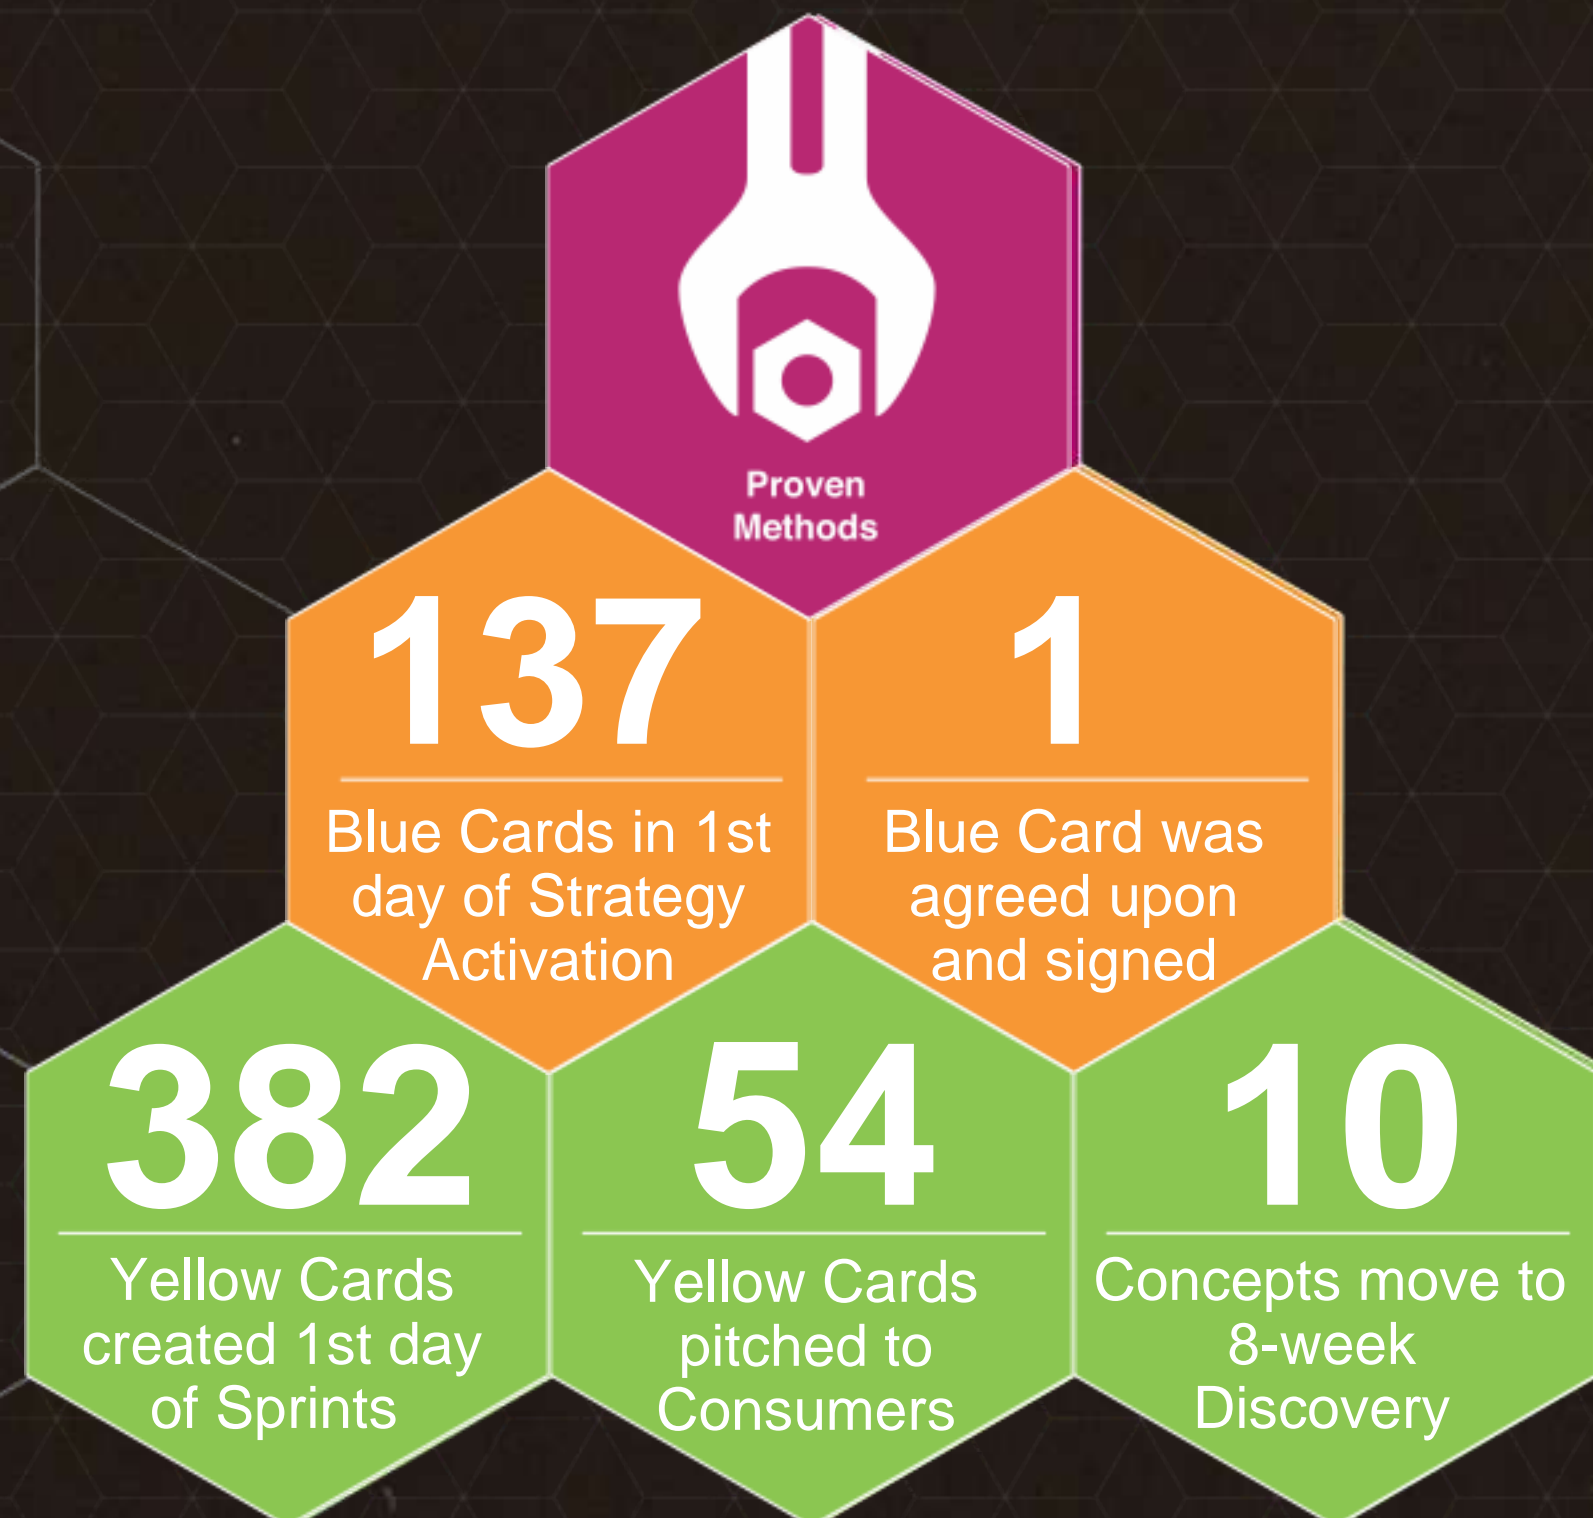 Proven
Methods
137
Blue Cards in 1st
day of Strategy
Activation
1
Blue Card was
agreed upon
and signed
382
Yellow Cards
created 1st day
of Sprints
54
Yellow Cards
pitched to
Consumers
10
Concepts move to
8-week
Discovery